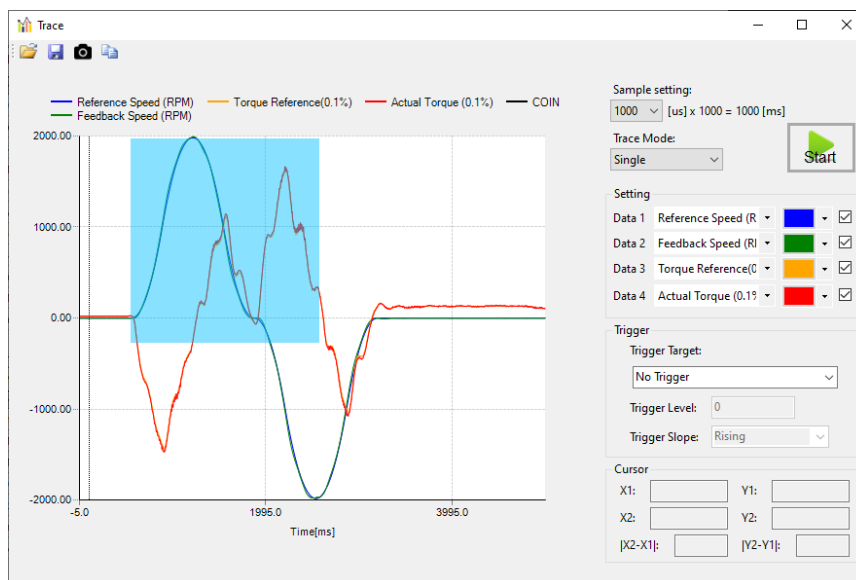 Trace
Reference Speed (RPM) Torque Reference(0.1%) Actual Torque (0.1%) COIN
Feedback Speed (RPM)
2000.00
1000.00
0.00
-1000.00
-2000.00
-5.0 1995.0 3995.0
Time[ms]
Sample setting:
1000 [us] x 1000 = 1000 [ms]
Trace Mode:
Single
Start
Setting
Data 1 Reference Speed (R
Data 2 Feedback Speed (RI
Data 3 Torque Reference(0
Data 4 Actual Torque (0.1%
Trigger
Trigger Target:
No Trigger
Trigger Level: 0
Trigger Slope: Rising
Cursor
X1: Y1:
X2: Y2:
|X2-X1|: |Y2-Y1|: